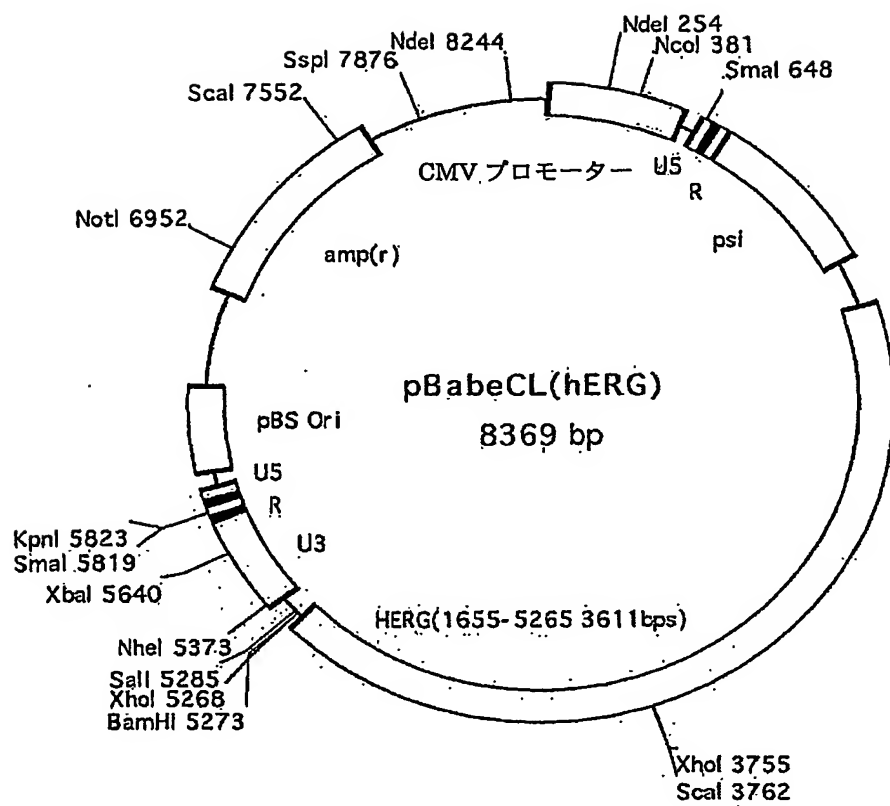 NdeI 8244
NdeI 254
SspI 7876
NcoI 381
SmaI 648
ScaI 7552
CMV プロモーター
U5
R
NotI 6952
amp(r)
psi
pBabeCL(hERG)
8369 bp
pBS Ori
U5
R
U3
KpnI 5823
SmaI 5819
XbaI 5640
HERG(1655-5265 3611bps)
NheI 5373
SalI 5285
XhoI 5268
BamHI 5273
XhoI 3755
ScaI 3762